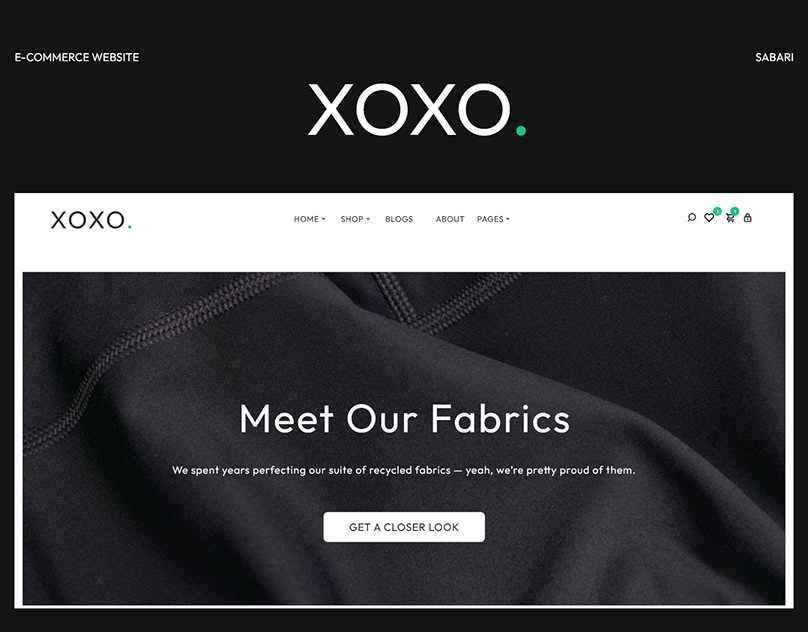 E-COMMERCE WEBSITE
SABARI
XOXO.
XOXO.
HOME SHOP BLOGS ABOUT PAGES
Meet Our Fabrics
We spent years perfecting our suite of recycled fabrics — yeah, we're pretty proud of them.
GET A CLOSER LOOK